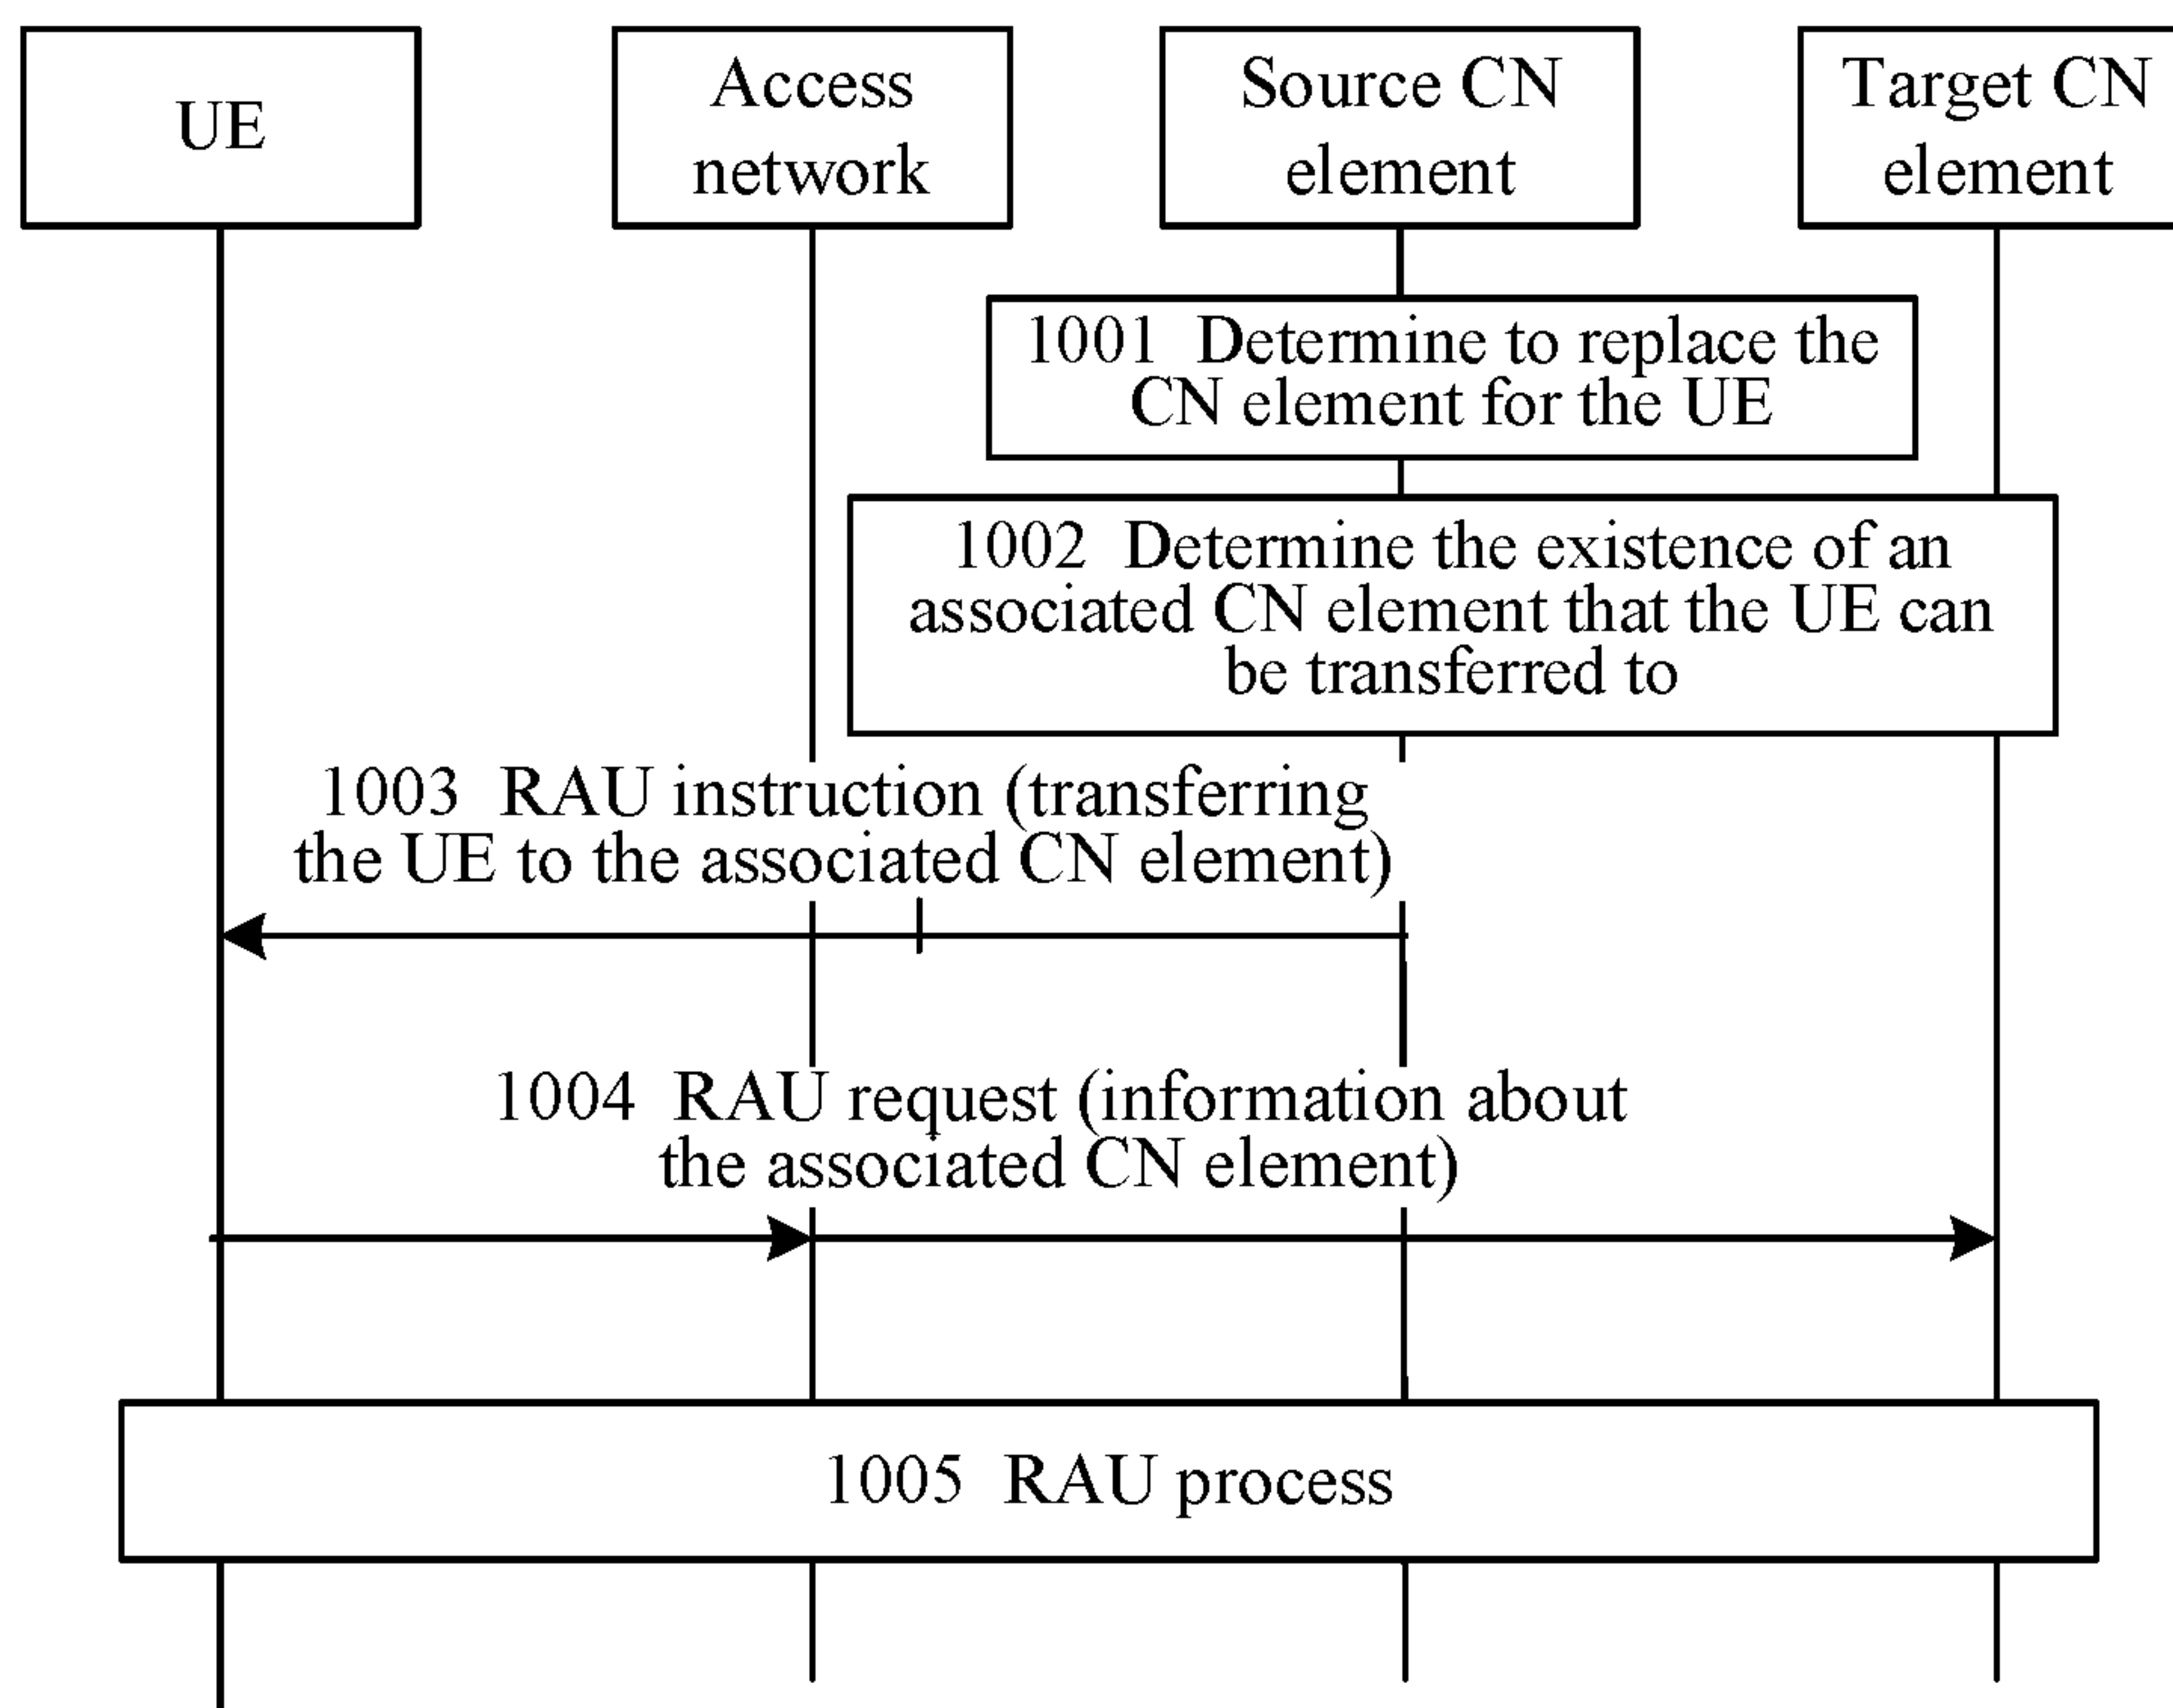 UE
Access
network
Source CN
element
Target CN
element
1001 Determine to replace the
CN element for the UE
1002 Determine the existence of an
associated CN element that the UE can
be transferred to
1003 RAU instruction (transferring
the UE to the associated CN element)
1004 RAU request (information about
the associated CN element)
1005 RAU process